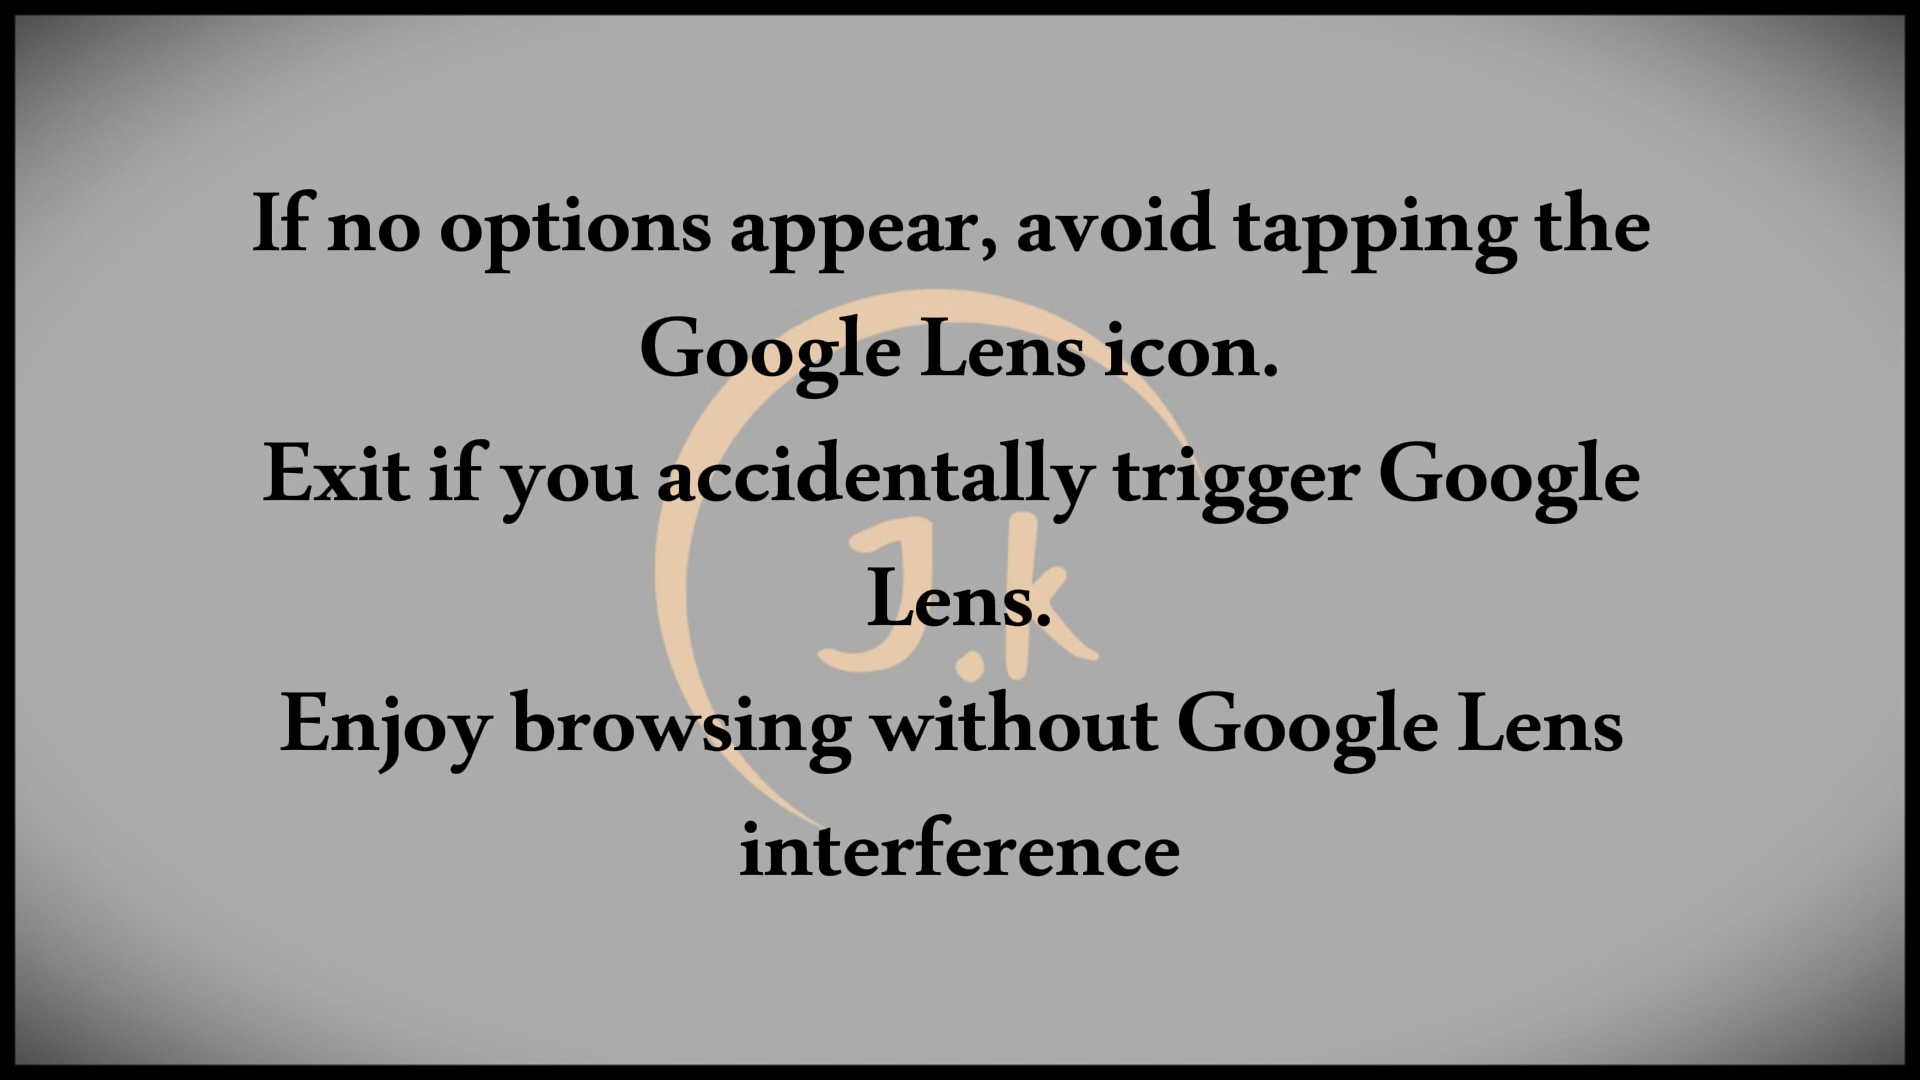 If no options appear, avoid tapping the
Google Lens icon.
Exit if you accidentally trigger Google
Lens.
J.k
Enjoy browsing without Google Lens
interference